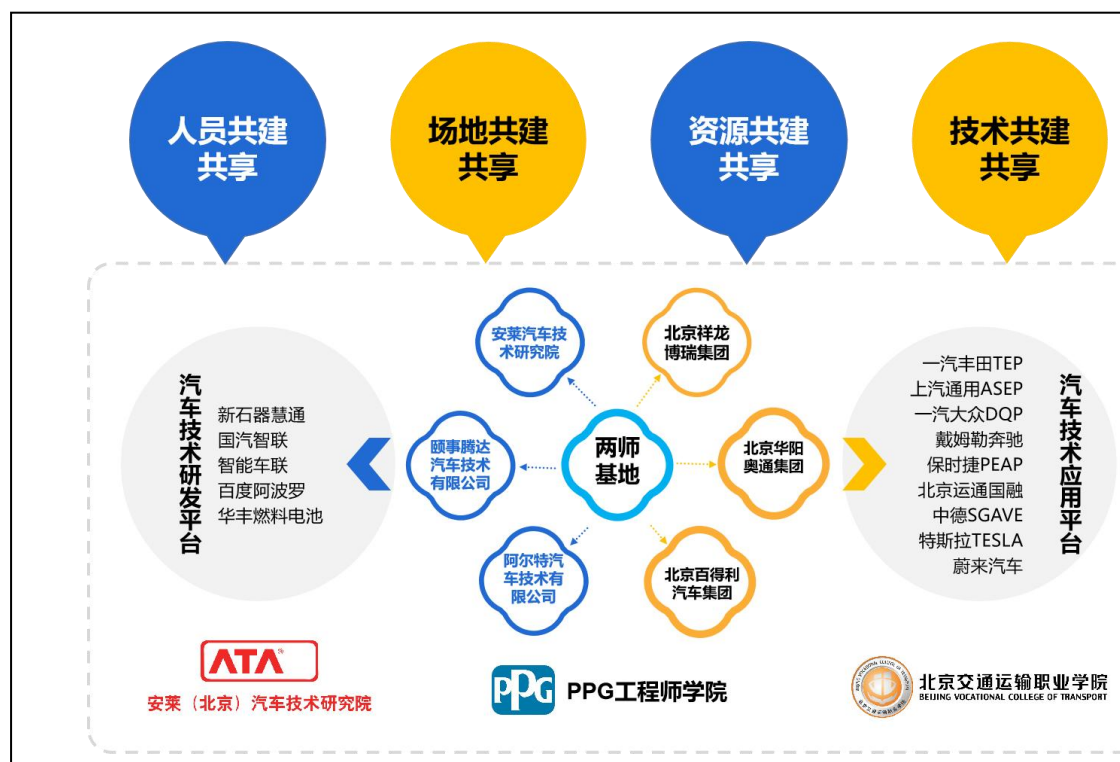 人员共建
共享
场地共建
共享
资源共建
共享
技术共建
共享
汽车技术研发平台
新石器慧通
国汽智联
智能车联
百度阿波罗
华丰燃料电池
安莱汽车技
术研究院
颐事腾达
汽车技术
有限公司
阿尔特汽
车技术有
限公司
两师
基地
北京祥龙
博瑞集团
北京华阳
奥通集团
北京百得利
汽车集团
一汽丰田TEP
上汽通用ASEP
一汽大众DQP
戴姆勒奔驰
保时捷PEAP
北京运通国融
中德SGAVE
特斯拉TESLA
蔚来汽车
汽车技术应用平台
ATA®
安莱（北京）汽车技术研究院
PPG
PPG工程师学院
北京交通运输职业学院
BEIJING VOCATIONAL COLLEGE OF TRANSPORT